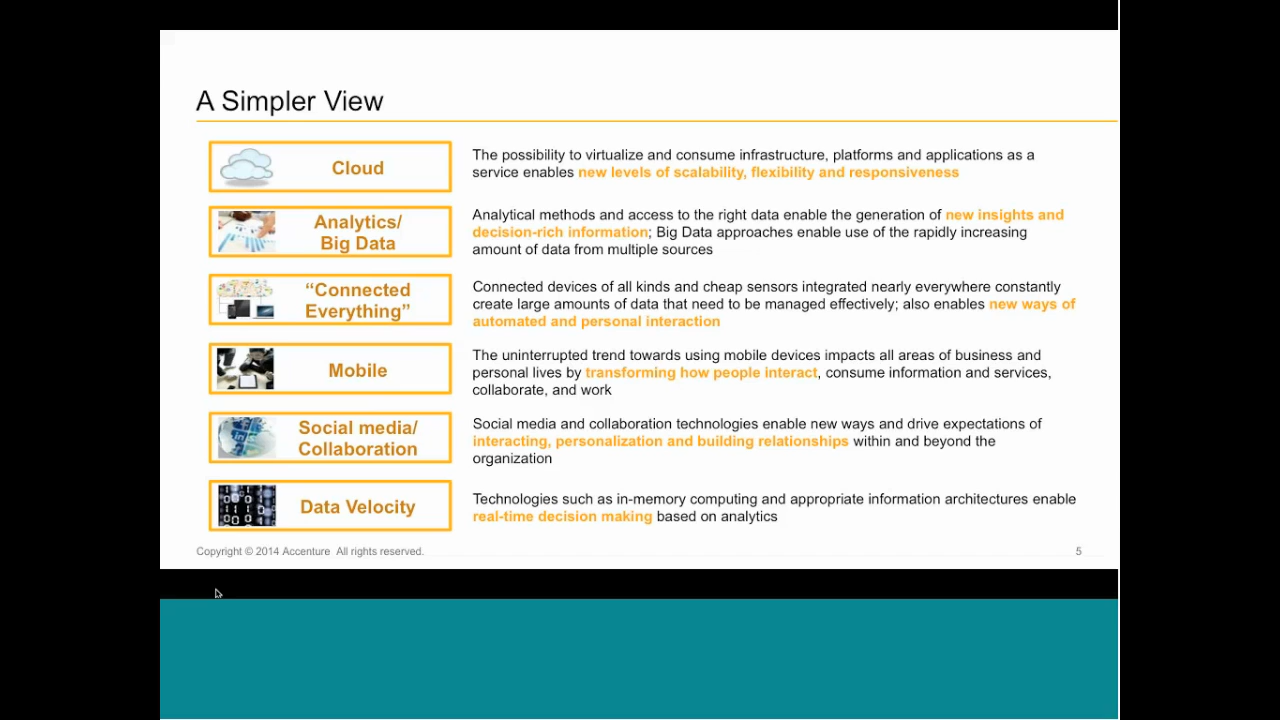 A Simpler View
Cloud
The possibility to virtualize and consume infrastructure, platforms and applications as a
service enables new levels of scalability, flexibility and responsiveness
Analytics/
Big Data
Analytical methods and access to the right data enable the generation of new insights and
decision-rich information; Big Data approaches enable use of the rapidly increasing
amount of data from multiple sources
“Connected
Everything”
Connected devices of all kinds and cheap sensors integrated nearly everywhere constantly
create large amounts of data that need to be managed effectively; also enables new ways of
automated and personal interaction
Mobile
The uninterrupted trend towards using mobile devices impacts all areas of business and
personal lives by transforming how people interact, consume information and services,
collaborate, and work
Social media/
Collaboration
Social media and collaboration technologies enable new ways and drive expectations of
interacting, personalization and building relationships within and beyond the
organization
Data Velocity
Technologies such as in-memory computing and appropriate information architectures enable
real-time decision making based on analytics
Copyright © 2014 Accenture All rights reserved.
5